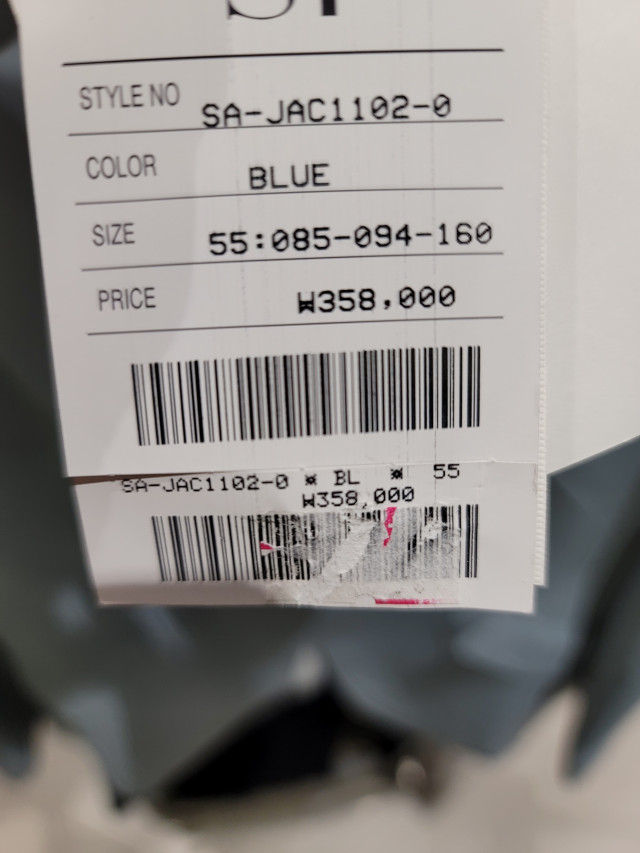 STYLE NO SA-JAC1102-0
COLOR BLUE
SIZE 55:085-094-160
PRICE ₩358,000
SA-JAC1102-0 * BL * 55
₩358,000